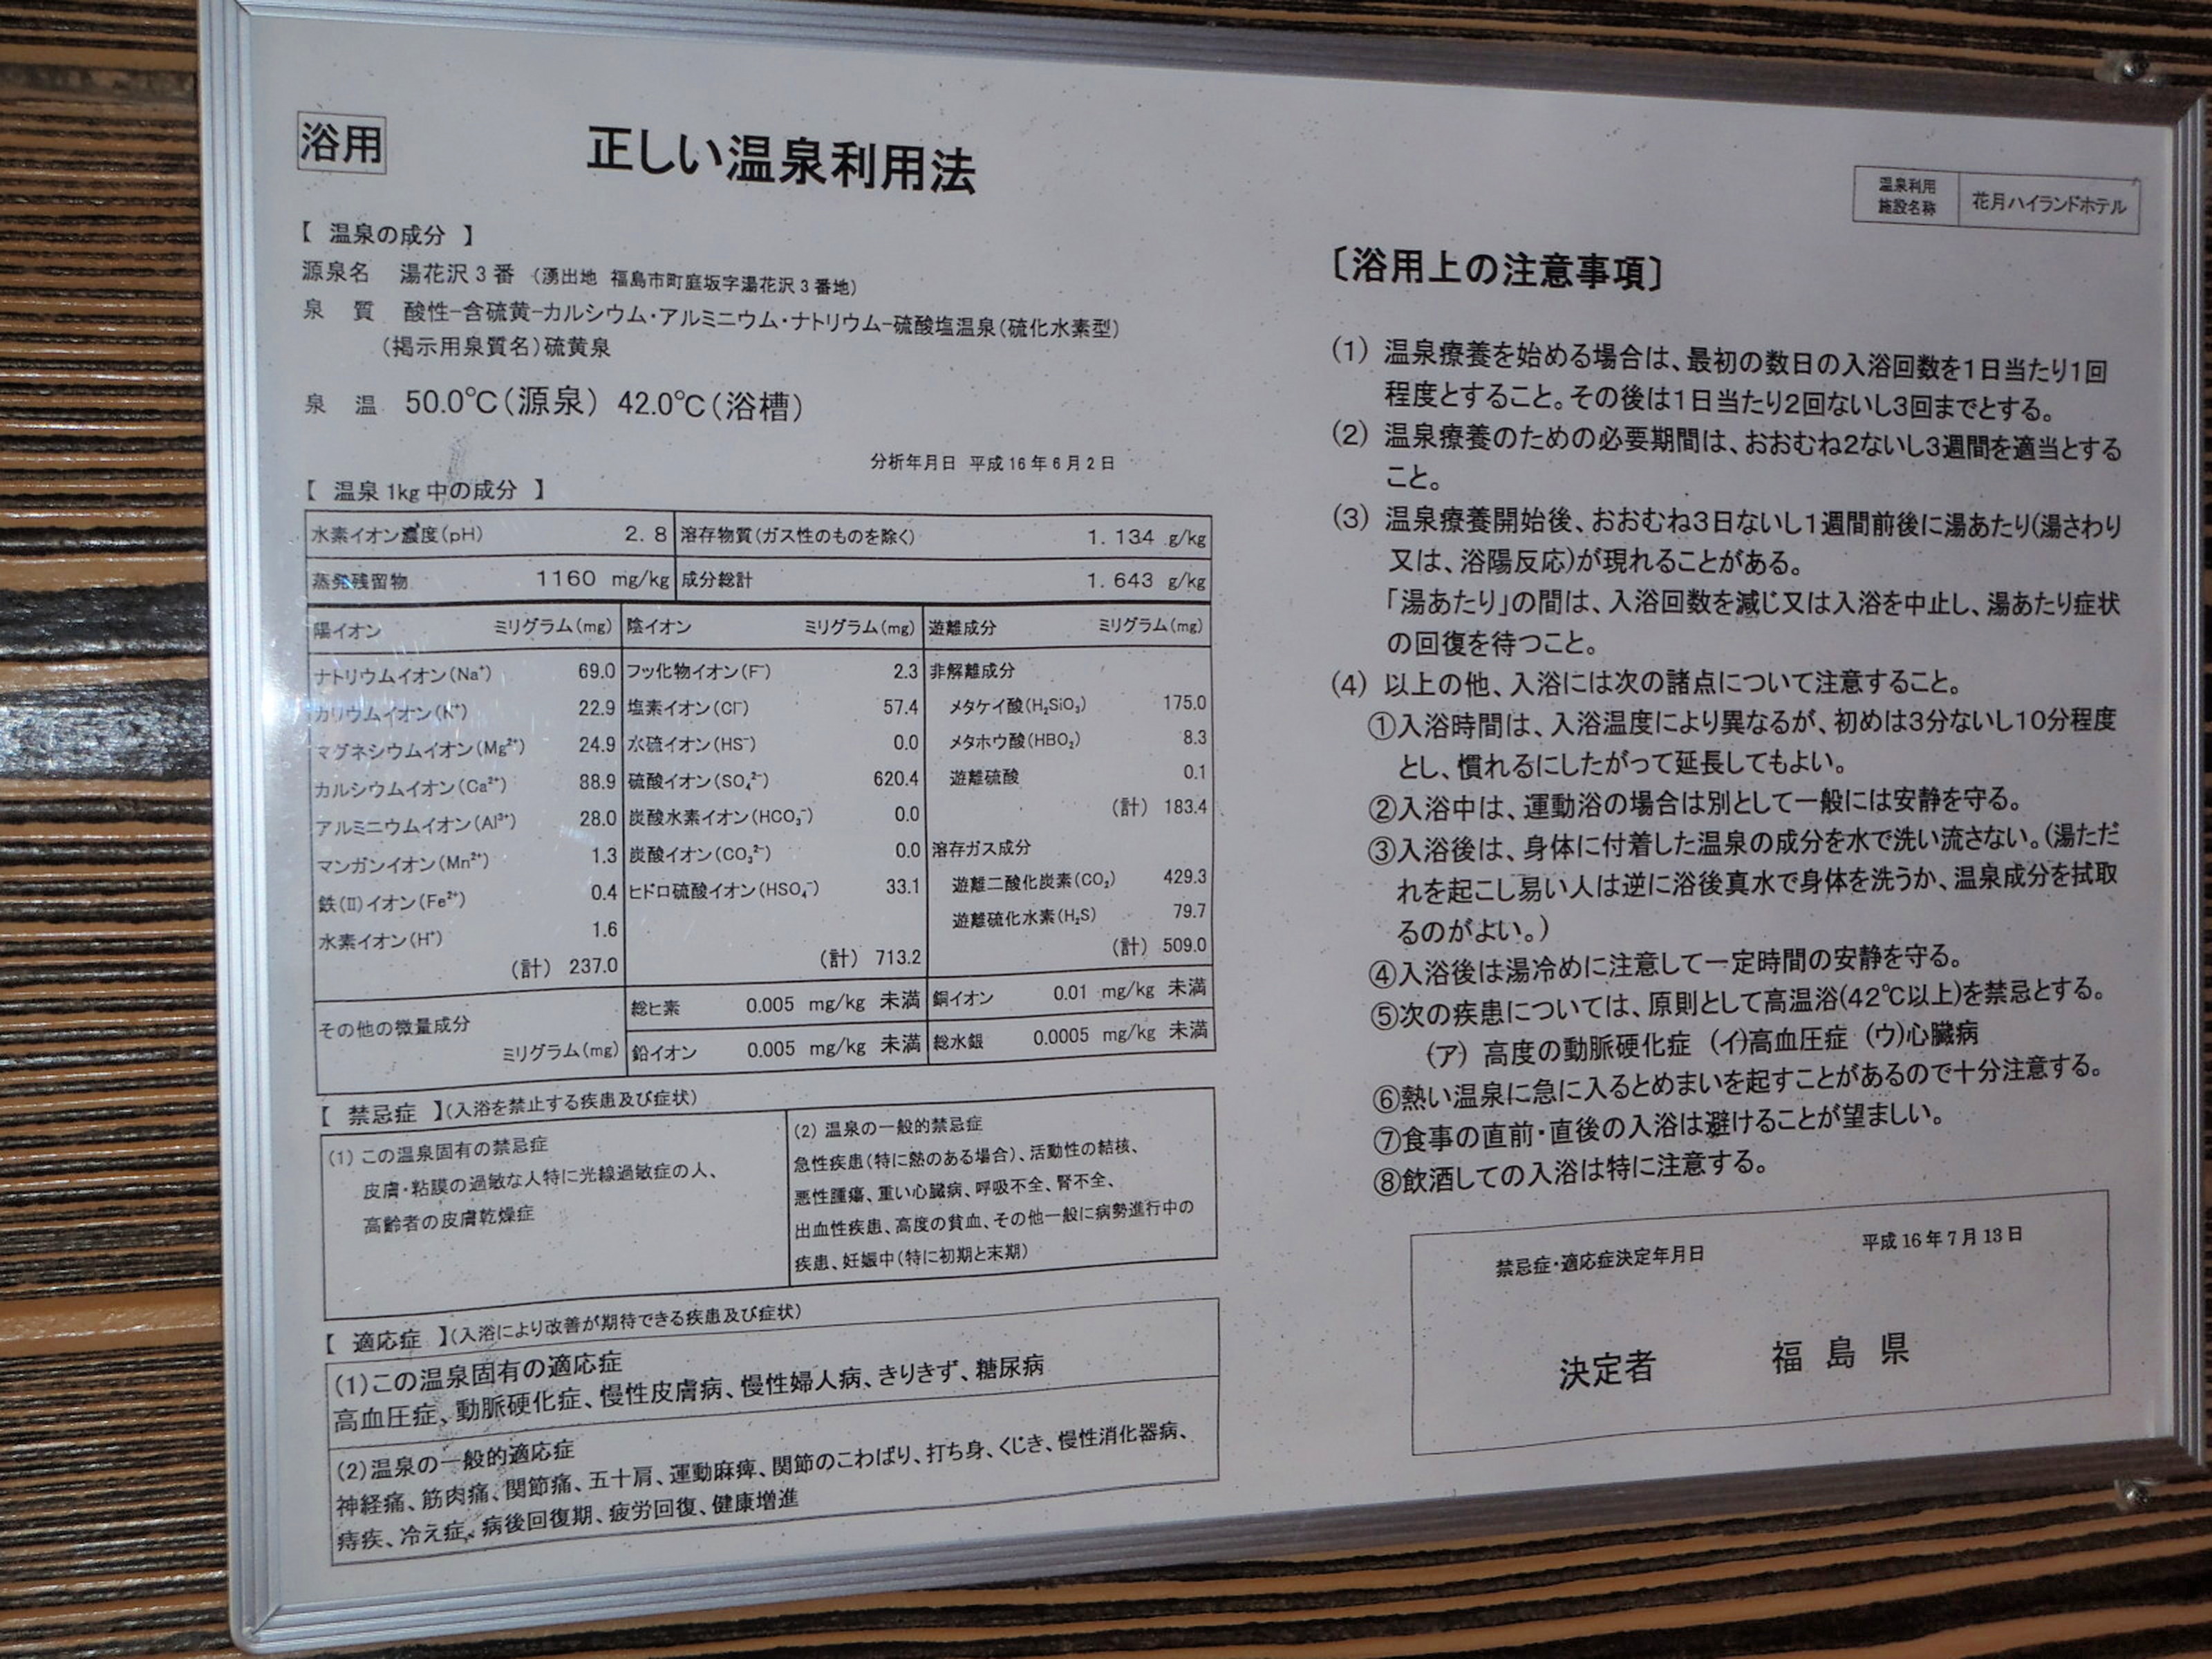 浴用
正しい温泉利用法
【 温泉の成分 】
源泉名 湯花沢3番 (湧出地 福島市町庭坂字湯花沢3番地)
泉 質 酸性-含硫黄-カルシウム・アルミニウム・ナトリウム-硫酸塩温泉(硫化水素型)
(掲示用泉質名)硫黄泉
泉 温 50.0℃(源泉) 42.0℃(浴槽)
分析年月日 平成16年6月2日
【 温泉1kg中の成分 】
水素イオン濃度(pH) 2.8 溶存物質(ガス性のものを除く) 1.134 g/kg
蒸発残留物 1160 mg/kg 成分総計 1.643 g/kg
陽イオン ミリグラム(mg) 陰イオン ミリグラム(mg) 遊離成分 ミリグラム(mg)
ナトリウムイオン(Na⁺) 69.0 フッ化物イオン(F⁻) 2.3 非解離成分
カリウムイオン(K⁺) 22.9 塩素イオン(Cl⁻) 57.4 メタケイ酸(H₂SiO₃) 175.0
マグネシウムイオン(Mg²⁺) 24.9 水硫イオン(HS⁻) 0.0 メタホウ酸(HBO₂) 8.3
カルシウムイオン(Ca²⁺) 88.9 硫酸イオン(SO₄²⁻) 620.4 遊離硫酸 0.1
アルミニウムイオン(Al³⁺) 28.0 炭酸水素イオン(HCO₃⁻) 0.0 (計) 183.4
マンガンイオン(Mn²⁺) 1.3 炭酸イオン(CO₃²⁻) 0.0 溶存ガス成分
鉄(Ⅱ)イオン(Fe²⁺) 0.4 ヒドロ硫酸イオン(HSO₄⁻) 33.1 遊離二酸化炭素(CO₂) 429.3
水素イオン(H⁺) 1.6 遊離硫化水素(H₂S) 79.7
(計) 237.0 (計) 713.2 (計) 509.0
その他の微量成分 ミリグラム(mg) 総ヒ素 0.005 mg/kg 未満 銅イオン 0.01 mg/kg 未満
鉛イオン 0.005 mg/kg 未満 総水銀 0.0005 mg/kg 未満
【 禁忌症 】(入浴を禁止する疾患及び症状)
(1) この温泉固有の禁忌症
皮膚・粘膜の過敏な人特に光線過敏症の人、
高齢者の皮膚乾燥症
(2) 温泉の一般的禁忌症
急性疾患(特に熱のある場合)、活動性の結核、
悪性腫瘍、重い心臓病、呼吸不全、腎不全、
出血性疾患、高度の貧血、その他一般に病勢進行中の
疾患、妊娠中(特に初期と末期)
【 適応症 】(入浴により改善が期待できる疾患及び症状)
(1)この温泉固有の適応症
高血圧症、動脈硬化症、慢性皮膚病、慢性婦人病、きりきず、糖尿病
(2)温泉の一般的適応症
神経痛、筋肉痛、関節痛、五十肩、運動麻痺、関節のこわばり、打ち身、くじき、慢性消化器病、
痔疾、冷え症、病後回復期、疲労回復、健康増進
温泉利用
施設名称 花月ハイランドホテル
〔浴用上の注意事項〕
(1) 温泉療養を始める場合は、最初の数日の入浴回数を1日当たり1回
程度とすること。その後は1日当たり2回ないし3回までとする。
(2) 温泉療養のための必要期間は、おおむね2ないし3週間を適当とする
こと。
(3) 温泉療養開始後、おおむね3日ないし1週間前後に湯あたり(湯さわり
又は、浴陽反応)が現れることがある。
「湯あたり」の間は、入浴回数を減じ又は入浴を中止し、湯あたり症状
の回復を待つこと。
(4) 以上の他、入浴には次の諸点について注意すること。
①入浴時間は、入浴温度により異なるが、初めは3分ないし10分程度
とし、慣れるにしたがって延長してもよい。
②入浴中は、運動浴の場合は別として一般には安静を守る。
③入浴後は、身体に付着した温泉の成分を水で洗い流さない。(湯ただ
れを起こし易い人は逆に浴後真水で身体を洗うか、温泉成分を拭取
るのがよい。)
④入浴後は湯冷めに注意して一定時間の安静を守る。
⑤次の疾患については、原則として高温浴(42℃以上)を禁忌とする。
(ア) 高度の動脈硬化症 (イ)高血圧症 (ウ)心臓病
⑥熱い温泉に急に入るとめまいを起すことがあるので十分注意する。
⑦食事の直前・直後の入浴は避けることが望ましい。
⑧飲酒しての入浴は特に注意する。
禁忌症・適応症決定年月日 平成16年7月13日
決定者 福島県